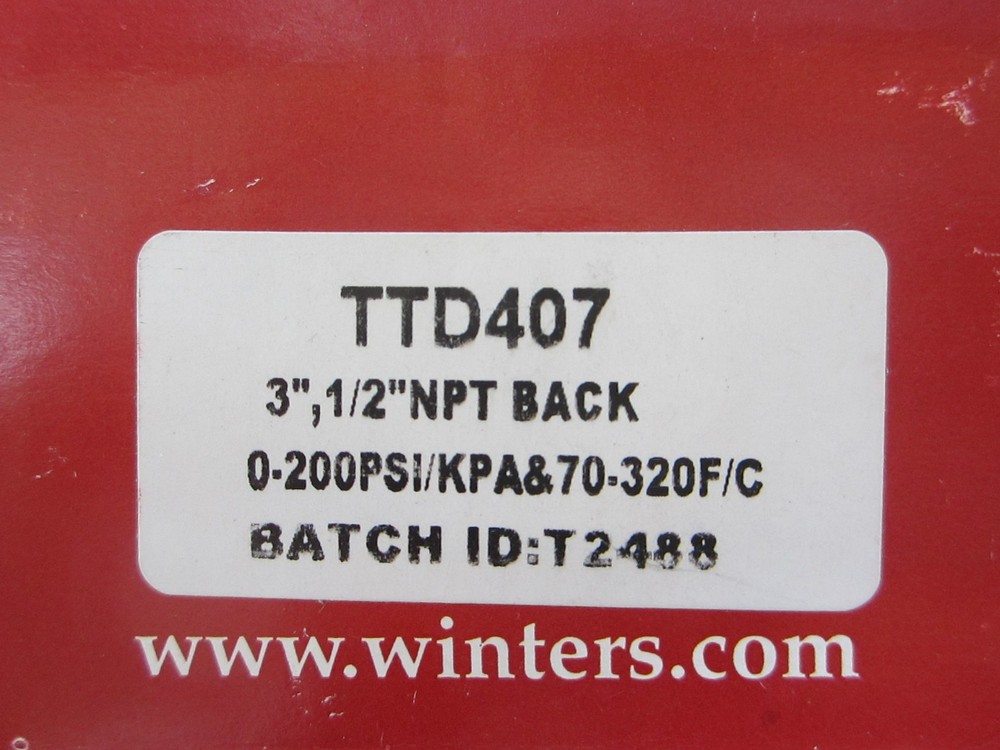 TTD407
3",1/2"NPT BACK
0-200PSI/KPA&70-320F/C
BATCH ID:T2488
www.winters.com